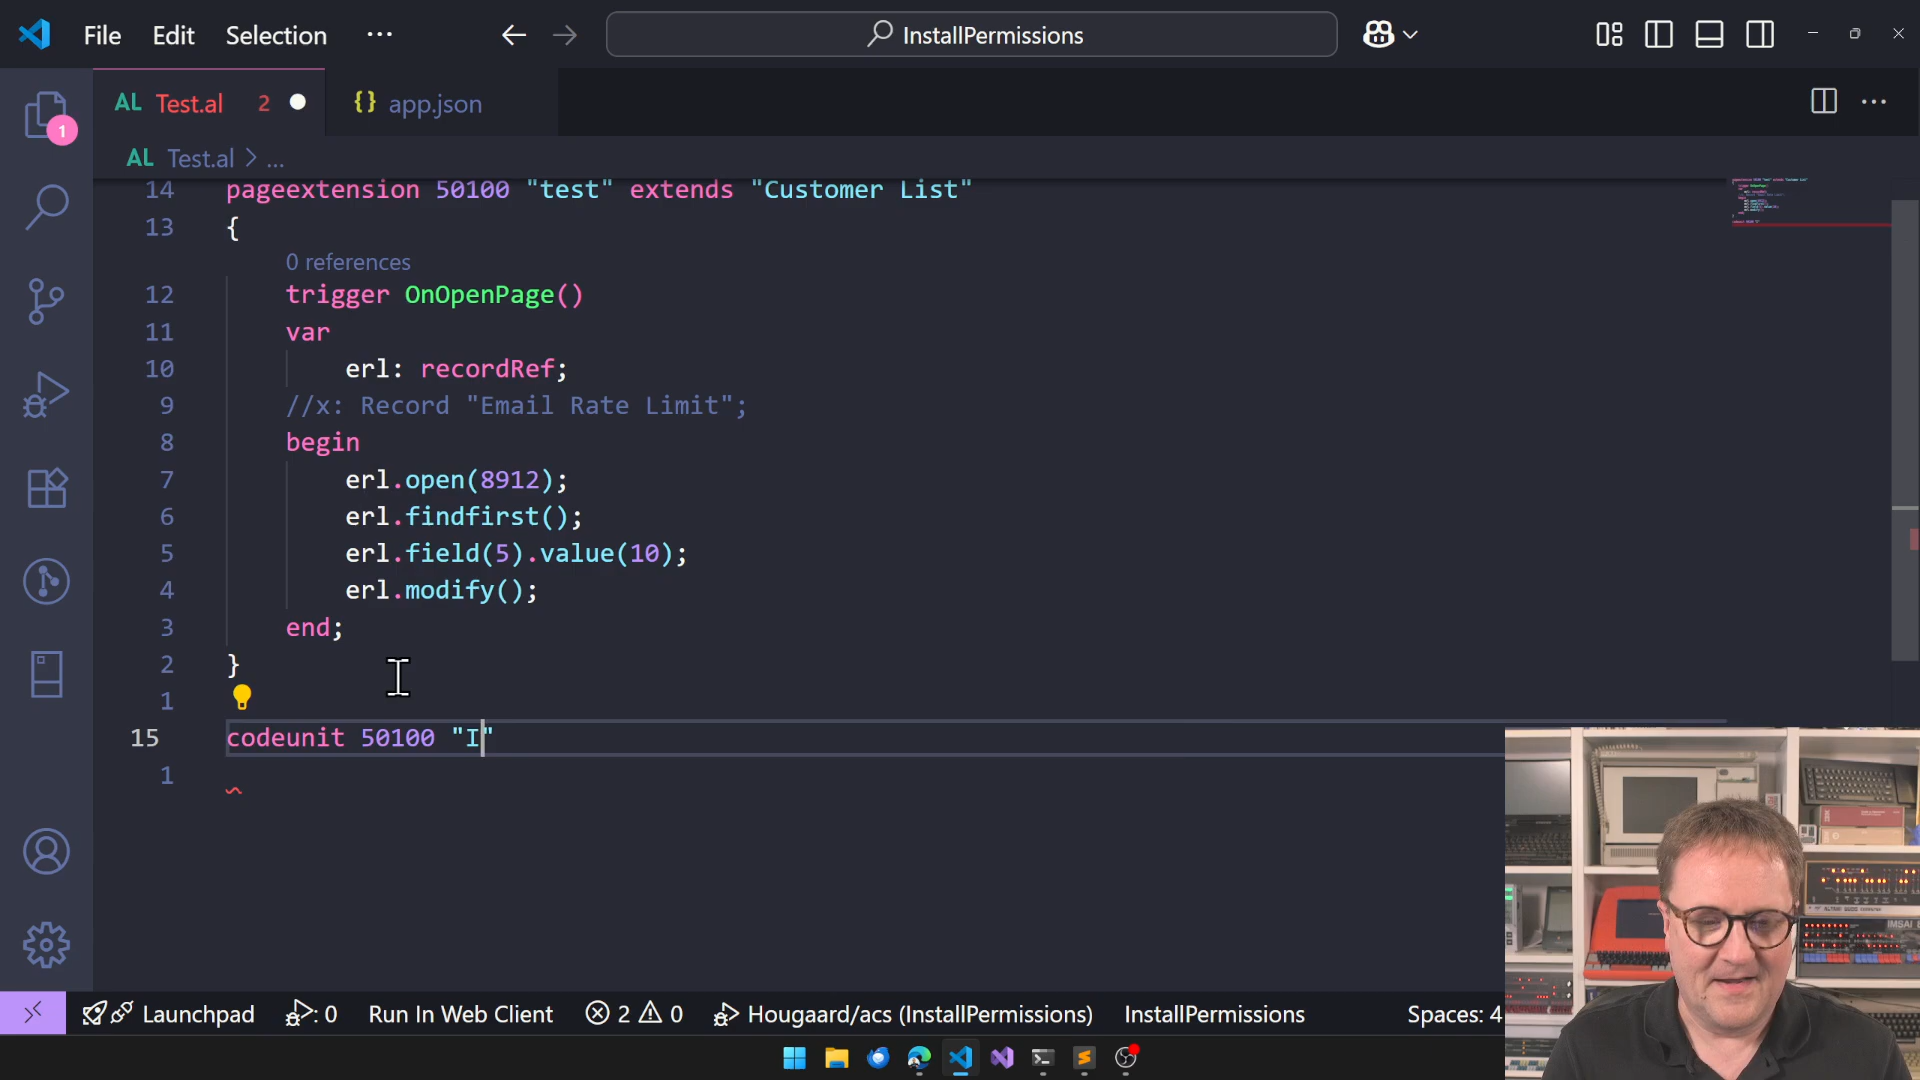 File Edit Selection ··· InstallPermissions
AL Test.al 2 {} app.json
1
AL Test.al > ...
14 pageextension 50100 "test" extends "Customer List"
13 {
0 references
12 trigger OnOpenPage()
11 var
10 erl: recordRef;
9 //x: Record "Email Rate Limit";
8 begin
7 erl.open(8912);
6 erl.findfirst();
5 erl.field(5).value(10);
4 erl.modify();
3 end;
2 }
1
15 codeunit 50100 "I"
1
Launchpad : 0 Run In Web Client 2 0 Hougaard/acs (InstallPermissions) InstallPermissions Spaces: 4